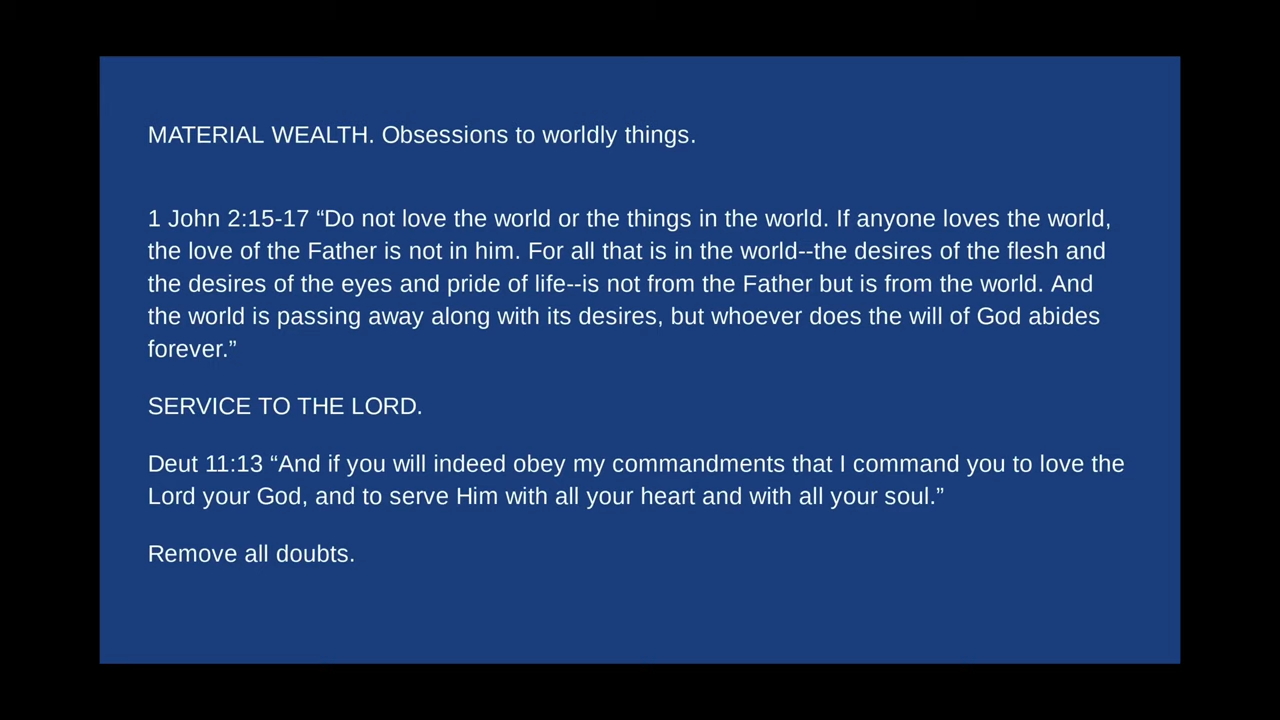 MATERIAL WEALTH. Obsessions to worldly things.
1 John 2:15-17 “Do not love the world or the things in the world. If anyone loves the world,
the love of the Father is not in him. For all that is in the world--the desires of the flesh and
the desires of the eyes and pride of life--is not from the Father but is from the world. And
the world is passing away along with its desires, but whoever does the will of God abides
forever.”
SERVICE TO THE LORD.
Deut 11:13 “And if you will indeed obey my commandments that I command you to love the
Lord your God, and to serve Him with all your heart and with all your soul.”
Remove all doubts.